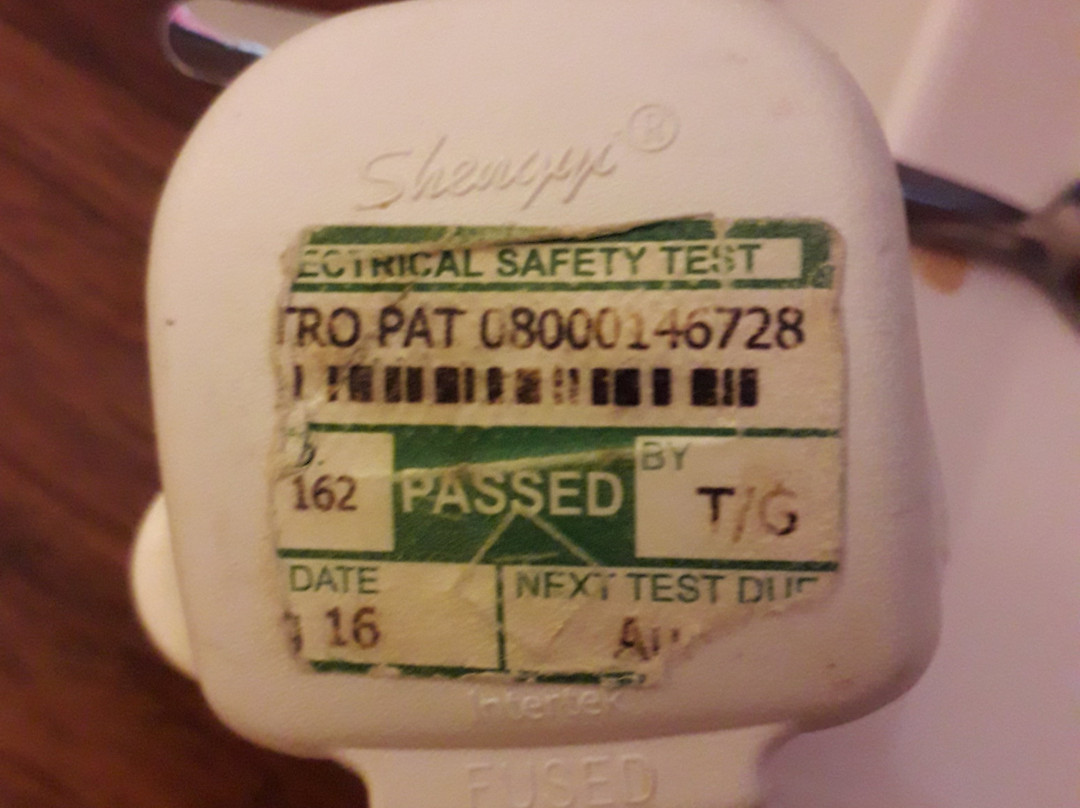 Shengyi®
ECTRICAL SAFETY TEST
TRO PAT 08000146728
162
PASSED
BY
T/G
DATE
16
NEXT TEST DUE
Intertek
FUSED